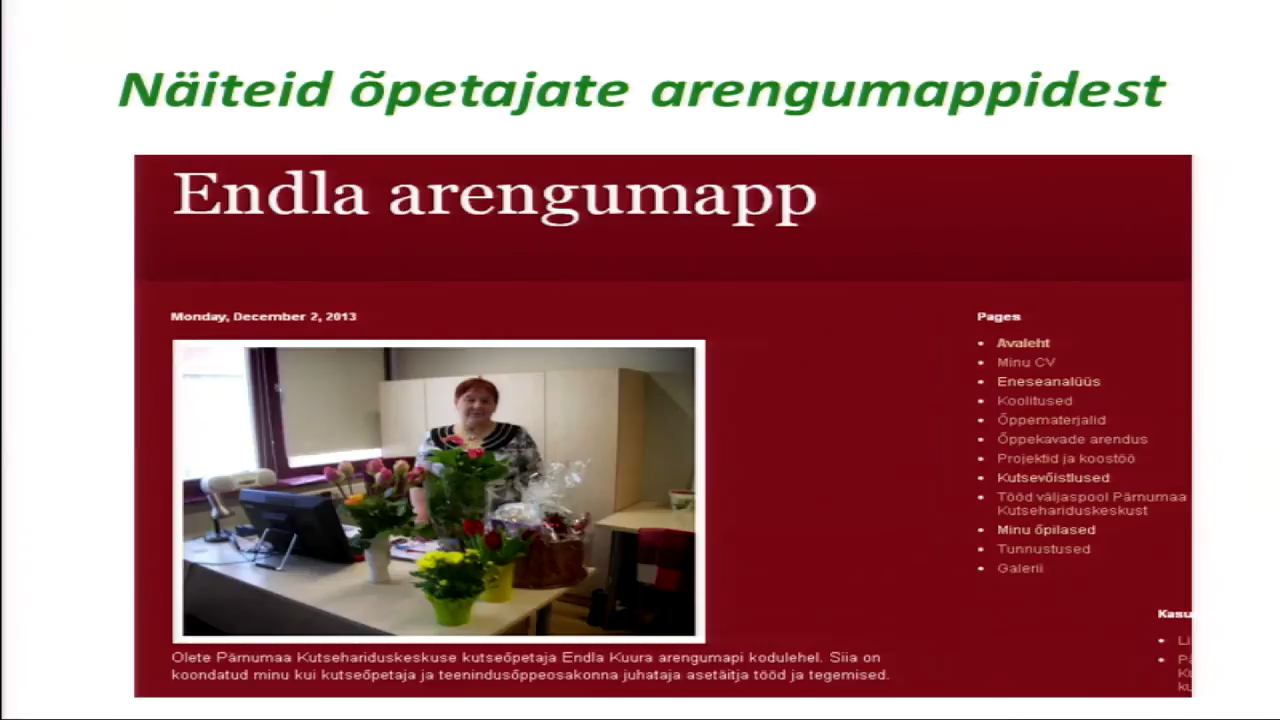 Näiteid õpetajate arengumappidest
Endla arengumapp
Monday, December 2, 2013
Olete Pärnumaa Kutsehariduskeskuse kutseõpetaja Endla Kuura arengumapi kodulehel. Siia on
koondatud minu kui kutseõpetaja ja teenindusõppeosakonna juhataja asetäitja tööd ja tegemised.
Pages
Avaleht
Minu CV
Eneseanalüüs
Koolitused
Õppematerjalid
Õppekavade arendus
Projektid ja koostöö
Kutsevõistlused
Tööd väljaspool Pärnumaa
Kutsehariduskeskust
Minu õpilased
Tunnustused
Galerii